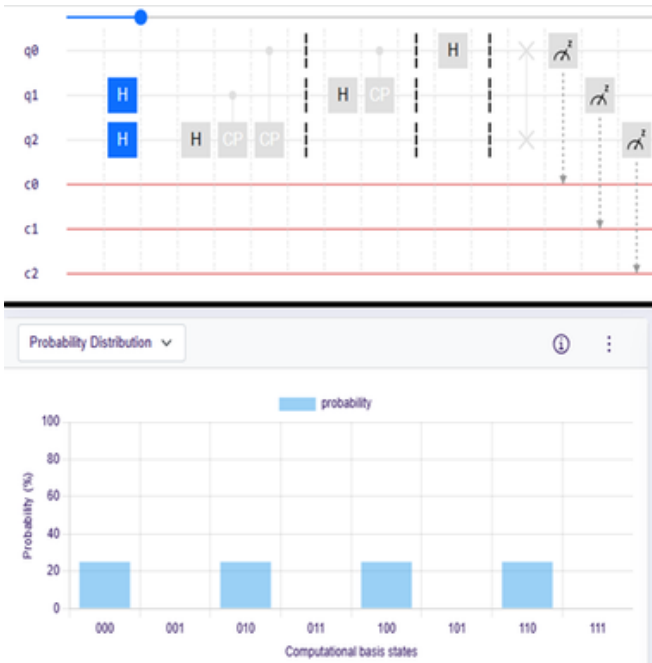 q0 H z
q1 H H CP z
q2 H H CP CP z
c0
c1
c2
Probability Distribution
probability
Probability (%)
100
80
60
40
20
0
000 001 010 011 100 101 110 111
Computational basis states